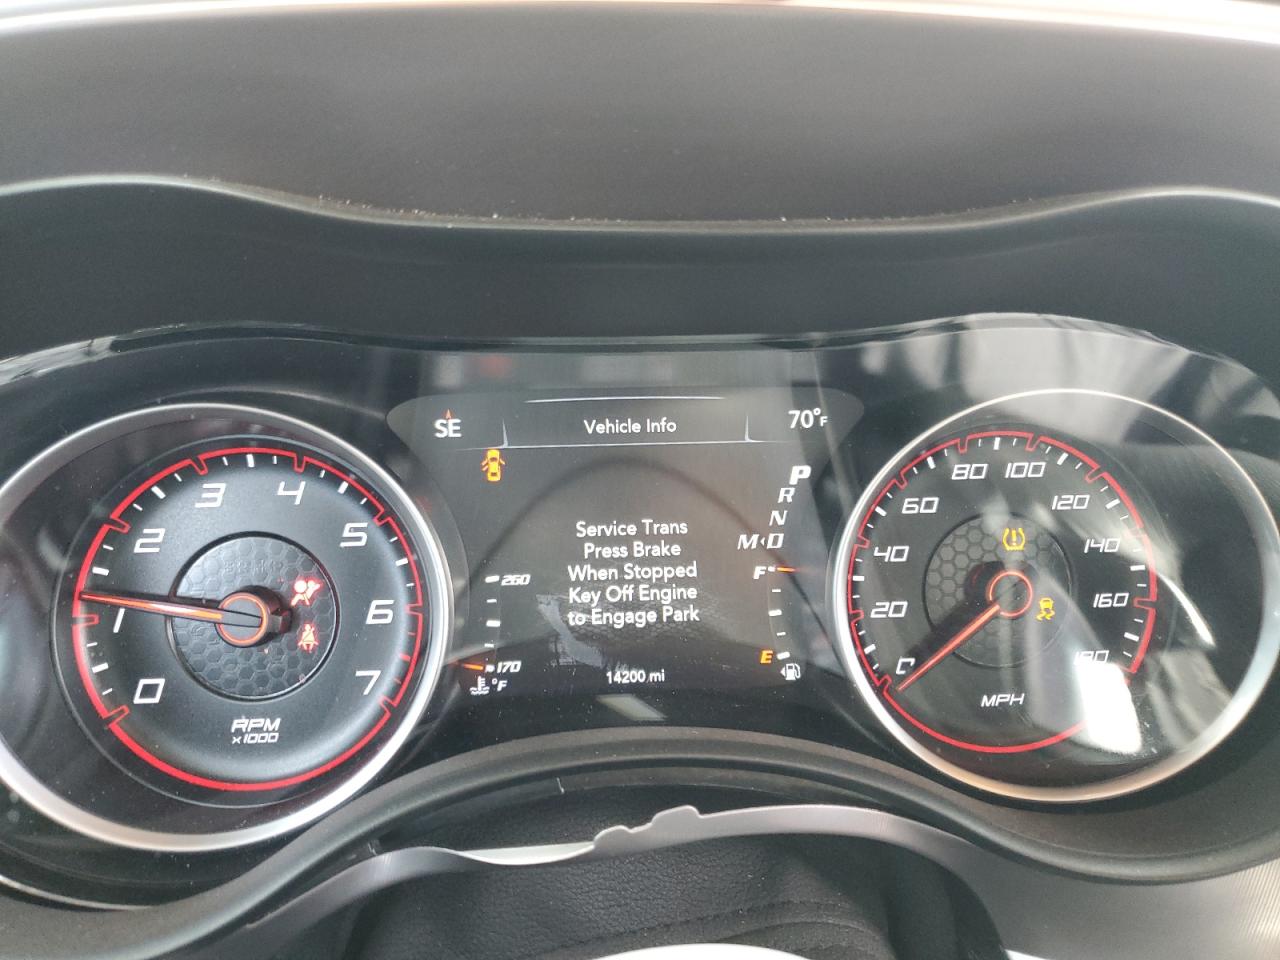 SE
Vehicle Info
70°F
Service Trans
Press Brake
When Stopped
Key Off Engine
to Engage Park
14200 mi
P
R
N
M‹D
260
170
°F
F
E
0
1
2
3
4
5
6
7
RPM
x1000
0
20
40
60
80
100
120
140
160
180
MPH